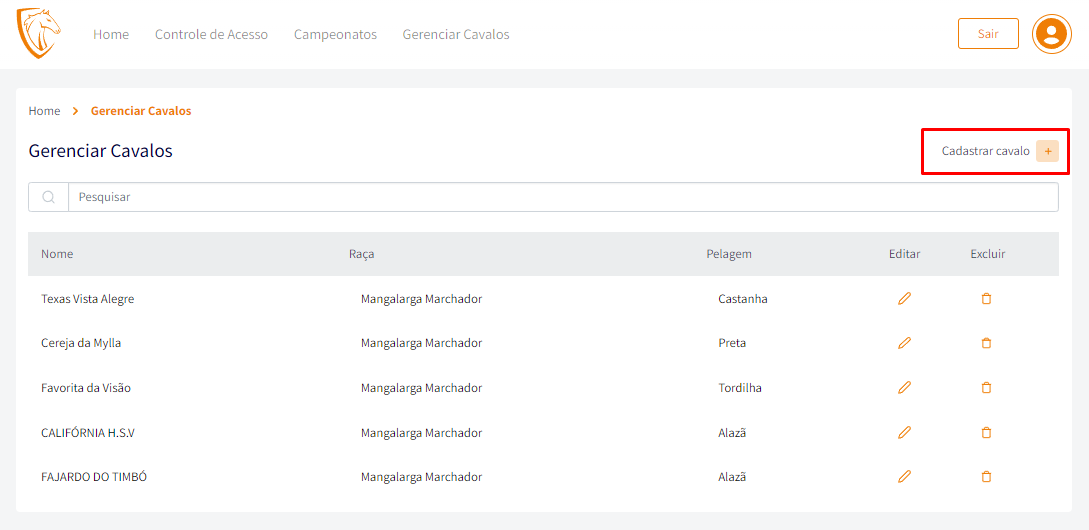 Home Controle de Acesso Campeonatos Gerenciar Cavalos Sair
Home > Gerenciar Cavalos
Gerenciar Cavalos Cadastrar cavalo +
Pesquisar
Nome Raça Pelagem Editar Excluir
Texas Vista Alegre Mangalarga Marchador Castanha
Cereja da Mylla Mangalarga Marchador Preta
Favorita da Visão Mangalarga Marchador Tordilha
CALIFÓRNIA H.S.V Mangalarga Marchador Alazã
FAJARDO DO TIMBÓ Mangalarga Marchador Alazã